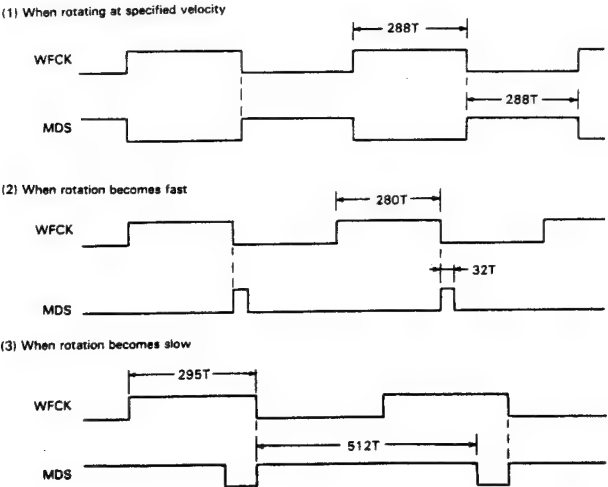 (1) When rotating at specified velocity
288T
WFCK
288T
MDS
(2) When rotation becomes fast
280T
WFCK
32T
MDS
(3) When rotation becomes slow
295T
WFCK
512T
MDS